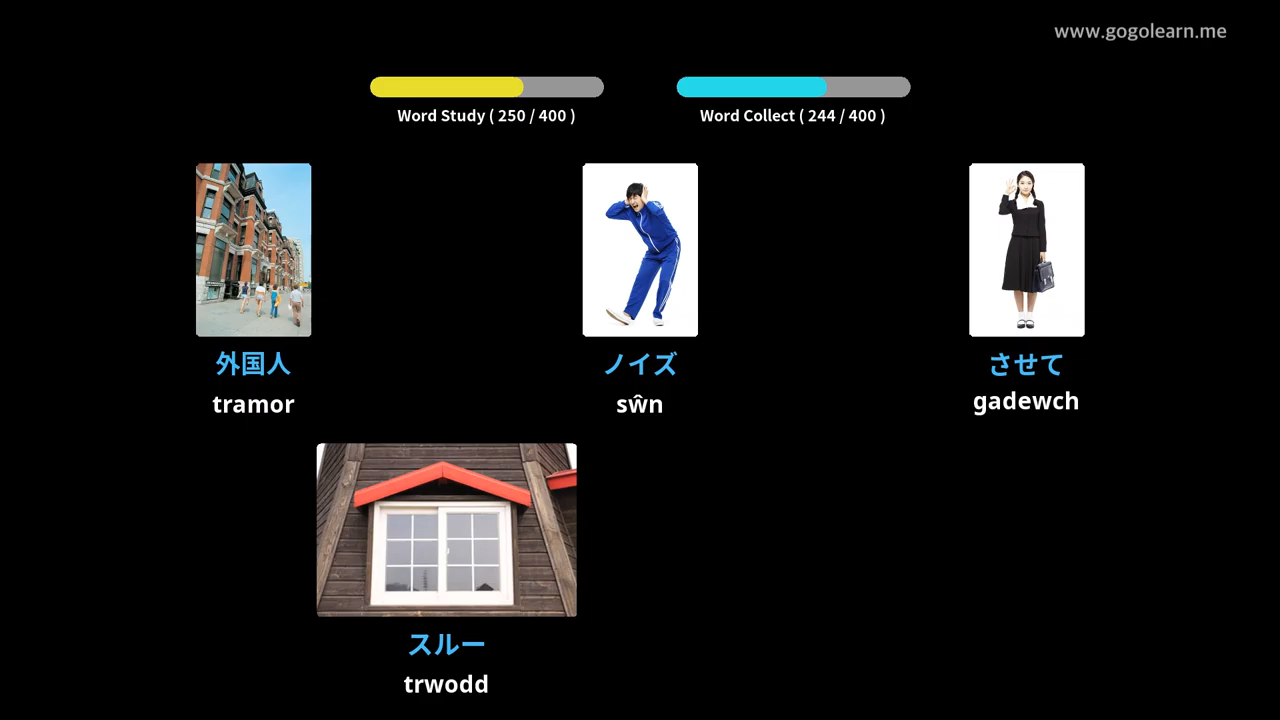 www.gogolearn.me
Word Study ( 250 / 400 )
Word Collect ( 244 / 400 )
外国人
tramor
ノイズ
sŵn
させて
gadewch
スルー
trwodd